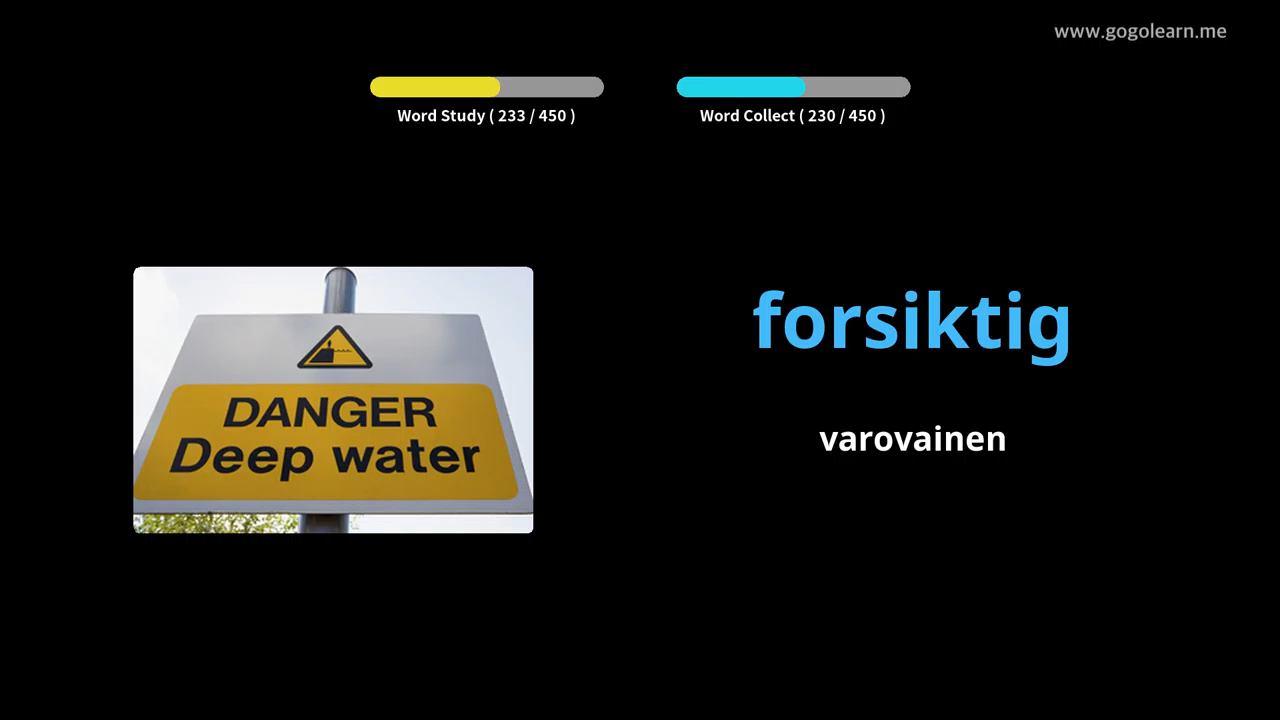 www.gogolearn.me
Word Study ( 233 / 450 )
Word Collect ( 230 / 450 )
DANGER
Deep water
forsiktig
varovainen